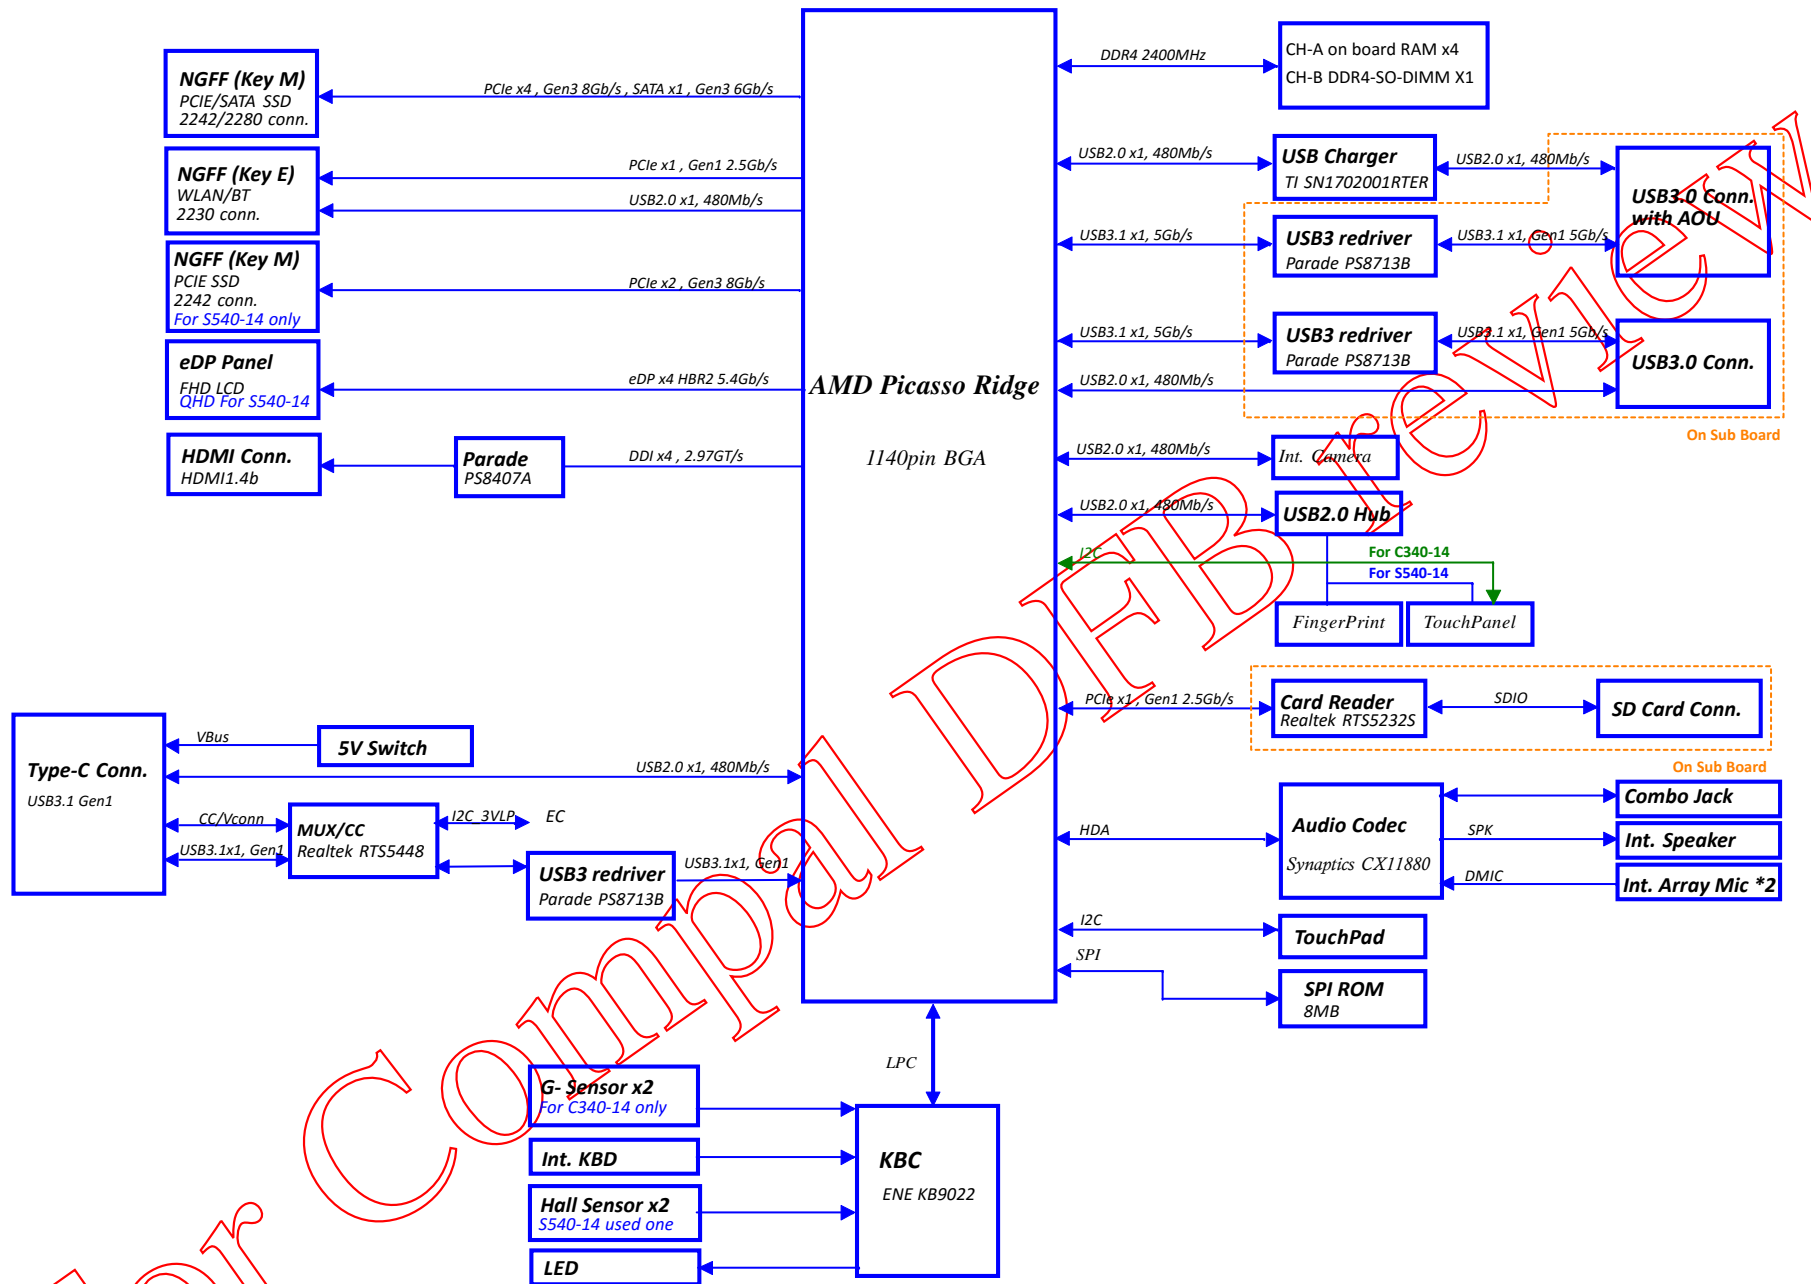 NGFF (Key M)
PCIE/SATA SSD
2242/2280 conn.
PCIe x4 , Gen3 8Gb/s , SATA x1 , Gen3 6Gb/s
NGFF (Key E)
WLAN/BT
2230 conn.
PCIe x1 , Gen1 2.5Gb/s
USB2.0 x1, 480Mb/s
NGFF (Key M)
PCIE SSD
2242 conn.
For S540-14 only
PCIe x2 , Gen3 8Gb/s
eDP Panel
FHD LCD
QHD For S540-14
eDP x4 HBR2 5.4Gb/s
HDMI Conn.
HDMI1.4b
Parade
PS8407A
DDI x4 , 2.97GT/s
AMD Picasso Ridge
1140pin BGA
DDR4 2400MHz
CH-A on board RAM x4
CH-B DDR4-SO-DIMM X1
USB2.0 x1, 480Mb/s
USB Charger
TI SN1702001RTER
USB2.0 x1, 480Mb/s
USB3.0 Conn.
with AOU
USB3.1 x1, 5Gb/s
USB3 redriver
Parade PS8713B
USB3.1 x1, Gen1 5Gb/s
USB3.1 x1, 5Gb/s
USB3 redriver
Parade PS8713B
USB3.1 x1, Gen1 5Gb/s
USB3.0 Conn.
USB2.0 x1, 480Mb/s
On Sub Board
USB2.0 x1, 480Mb/s
Int. Camera
USB2.0 x1, 480Mb/s
USB2.0 Hub
I2C
For C340-14
For S540-14
FingerPrint
TouchPanel
PCIe x1 , Gen1 2.5Gb/s
Card Reader
Realtek RTS5232S
SDIO
SD Card Conn.
On Sub Board
Type-C Conn.
USB3.1 Gen1
VBus
5V Switch
USB2.0 x1, 480Mb/s
CC/Vconn
USB3.1x1, Gen1
MUX/CC
Realtek RTS5448
I2C_3VLP
EC
USB3 redriver
Parade PS8713B
USB3.1x1, Gen1
HDA
Audio Codec
Synaptics CX11880
Combo Jack
SPK
Int. Speaker
DMIC
Int. Array Mic *2
I2C
TouchPad
SPI
SPI ROM
8MB
LPC
G- Sensor x2
For C340-14 only
Int. KBD
Hall Sensor x2
S540-14 used one
LED
KBC
ENE KB9022
For Compal DFB review